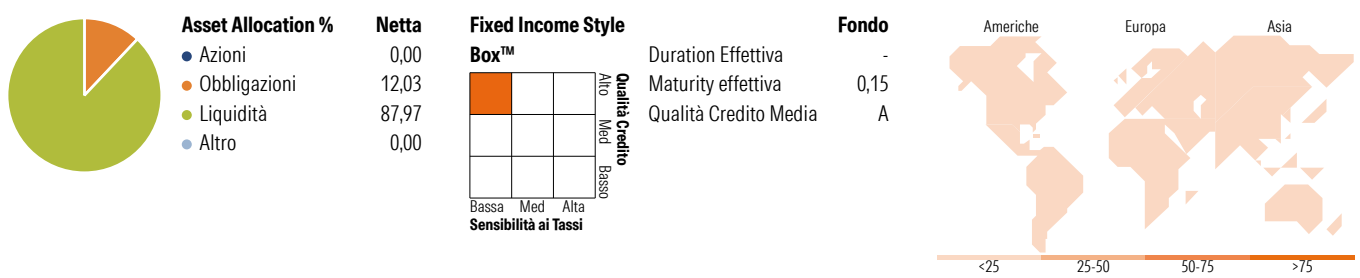 Asset Allocation % Netta
Azioni 0,00
Obbligazioni 12,03
Liquidità 87,97
Altro 0,00
Fixed Income Style Box™
Alto Med Basso
Qualità Credito
Bassa Med Alta
Sensibilità ai Tassi
Fondo
Duration Effettiva -
Maturity effettiva 0,15
Qualità Credito Media A
Americhe Europa Asia
<25 25-50 50-75 >75